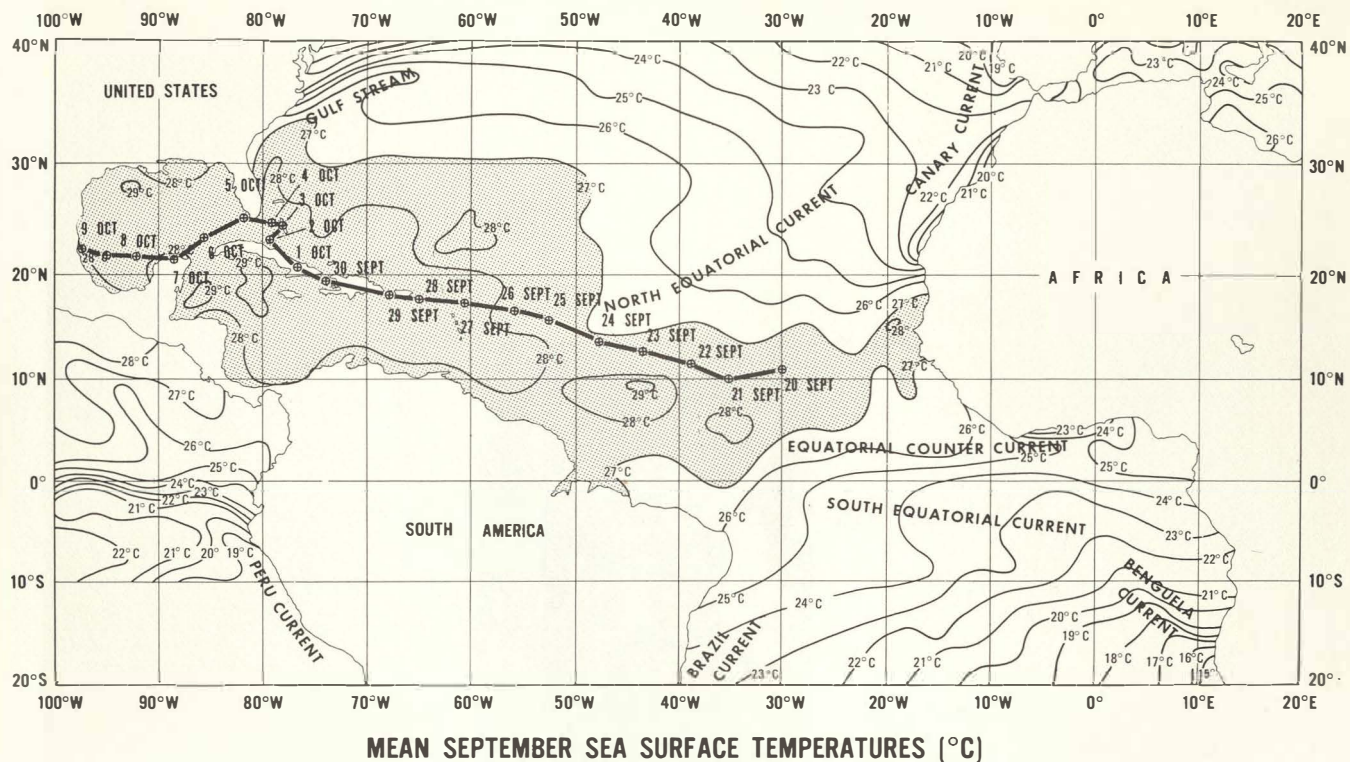 100°W 90°W 80°W 70°W 60°W 50°W 40°W 30°W 20°W 10°W 0° 10°E 20°E
40°N 40°N
20°C 19°C
24°C 22°C 21°C 23°C 24°C
UNITED STATES
GULF STREAM
25°C 23 C 25°C
26°C CANARY CURRENT 26°C
27°C
30°N 30°N
28°C 28°C 4 OCT
29°C 5 OCT 3 OCT 27°C 22°C 21°C 20°C
9 OCT 8 OCT OCT 28°C
28° 28° 6 OCT 1 OCT
7 OCT 29°C 30 SEPT
20°N AFRICA 20°N
29°C 28 SEPT 26 SEPT 25 SEPT NORTH EQUATORIAL CURRENT
29 SEPT 27 SEPT 24 SEPT 26°C 27°C
28°C 28°C 23 SEPT 28°
28°C 22 SEPT 27°C
10°N 10°N
27°C 29°C 21 SEPT 20 SEPT
28°C 28°C
26°C 26°C 23°C 24°C
EQUATORIAL COUNTER CURRENT
25°C 27°C 25°C 25°C
0° 24°C 0°
23°C 24°C
22°C 26°C
21°C SOUTH EQUATORIAL CURRENT
SOUTH AMERICA 23°C
22°C 21°C 20° 19°C 22°C
10°S 10°S
PERU CURRENT BENGUELA CURRENT
25°C 24°C 21°C
20°C
BRAZIL CURRENT 19°C
22°C 21°C 18°C 17°C 16°C
23°C 15°
20°S 20°
100°W 90°W 80°W 70°W 60°W 50°W 40°W 30°W 20°W 10°W 0° 10°E 20°E
MEAN SEPTEMBER SEA SURFACE TEMPERATURES (°C)